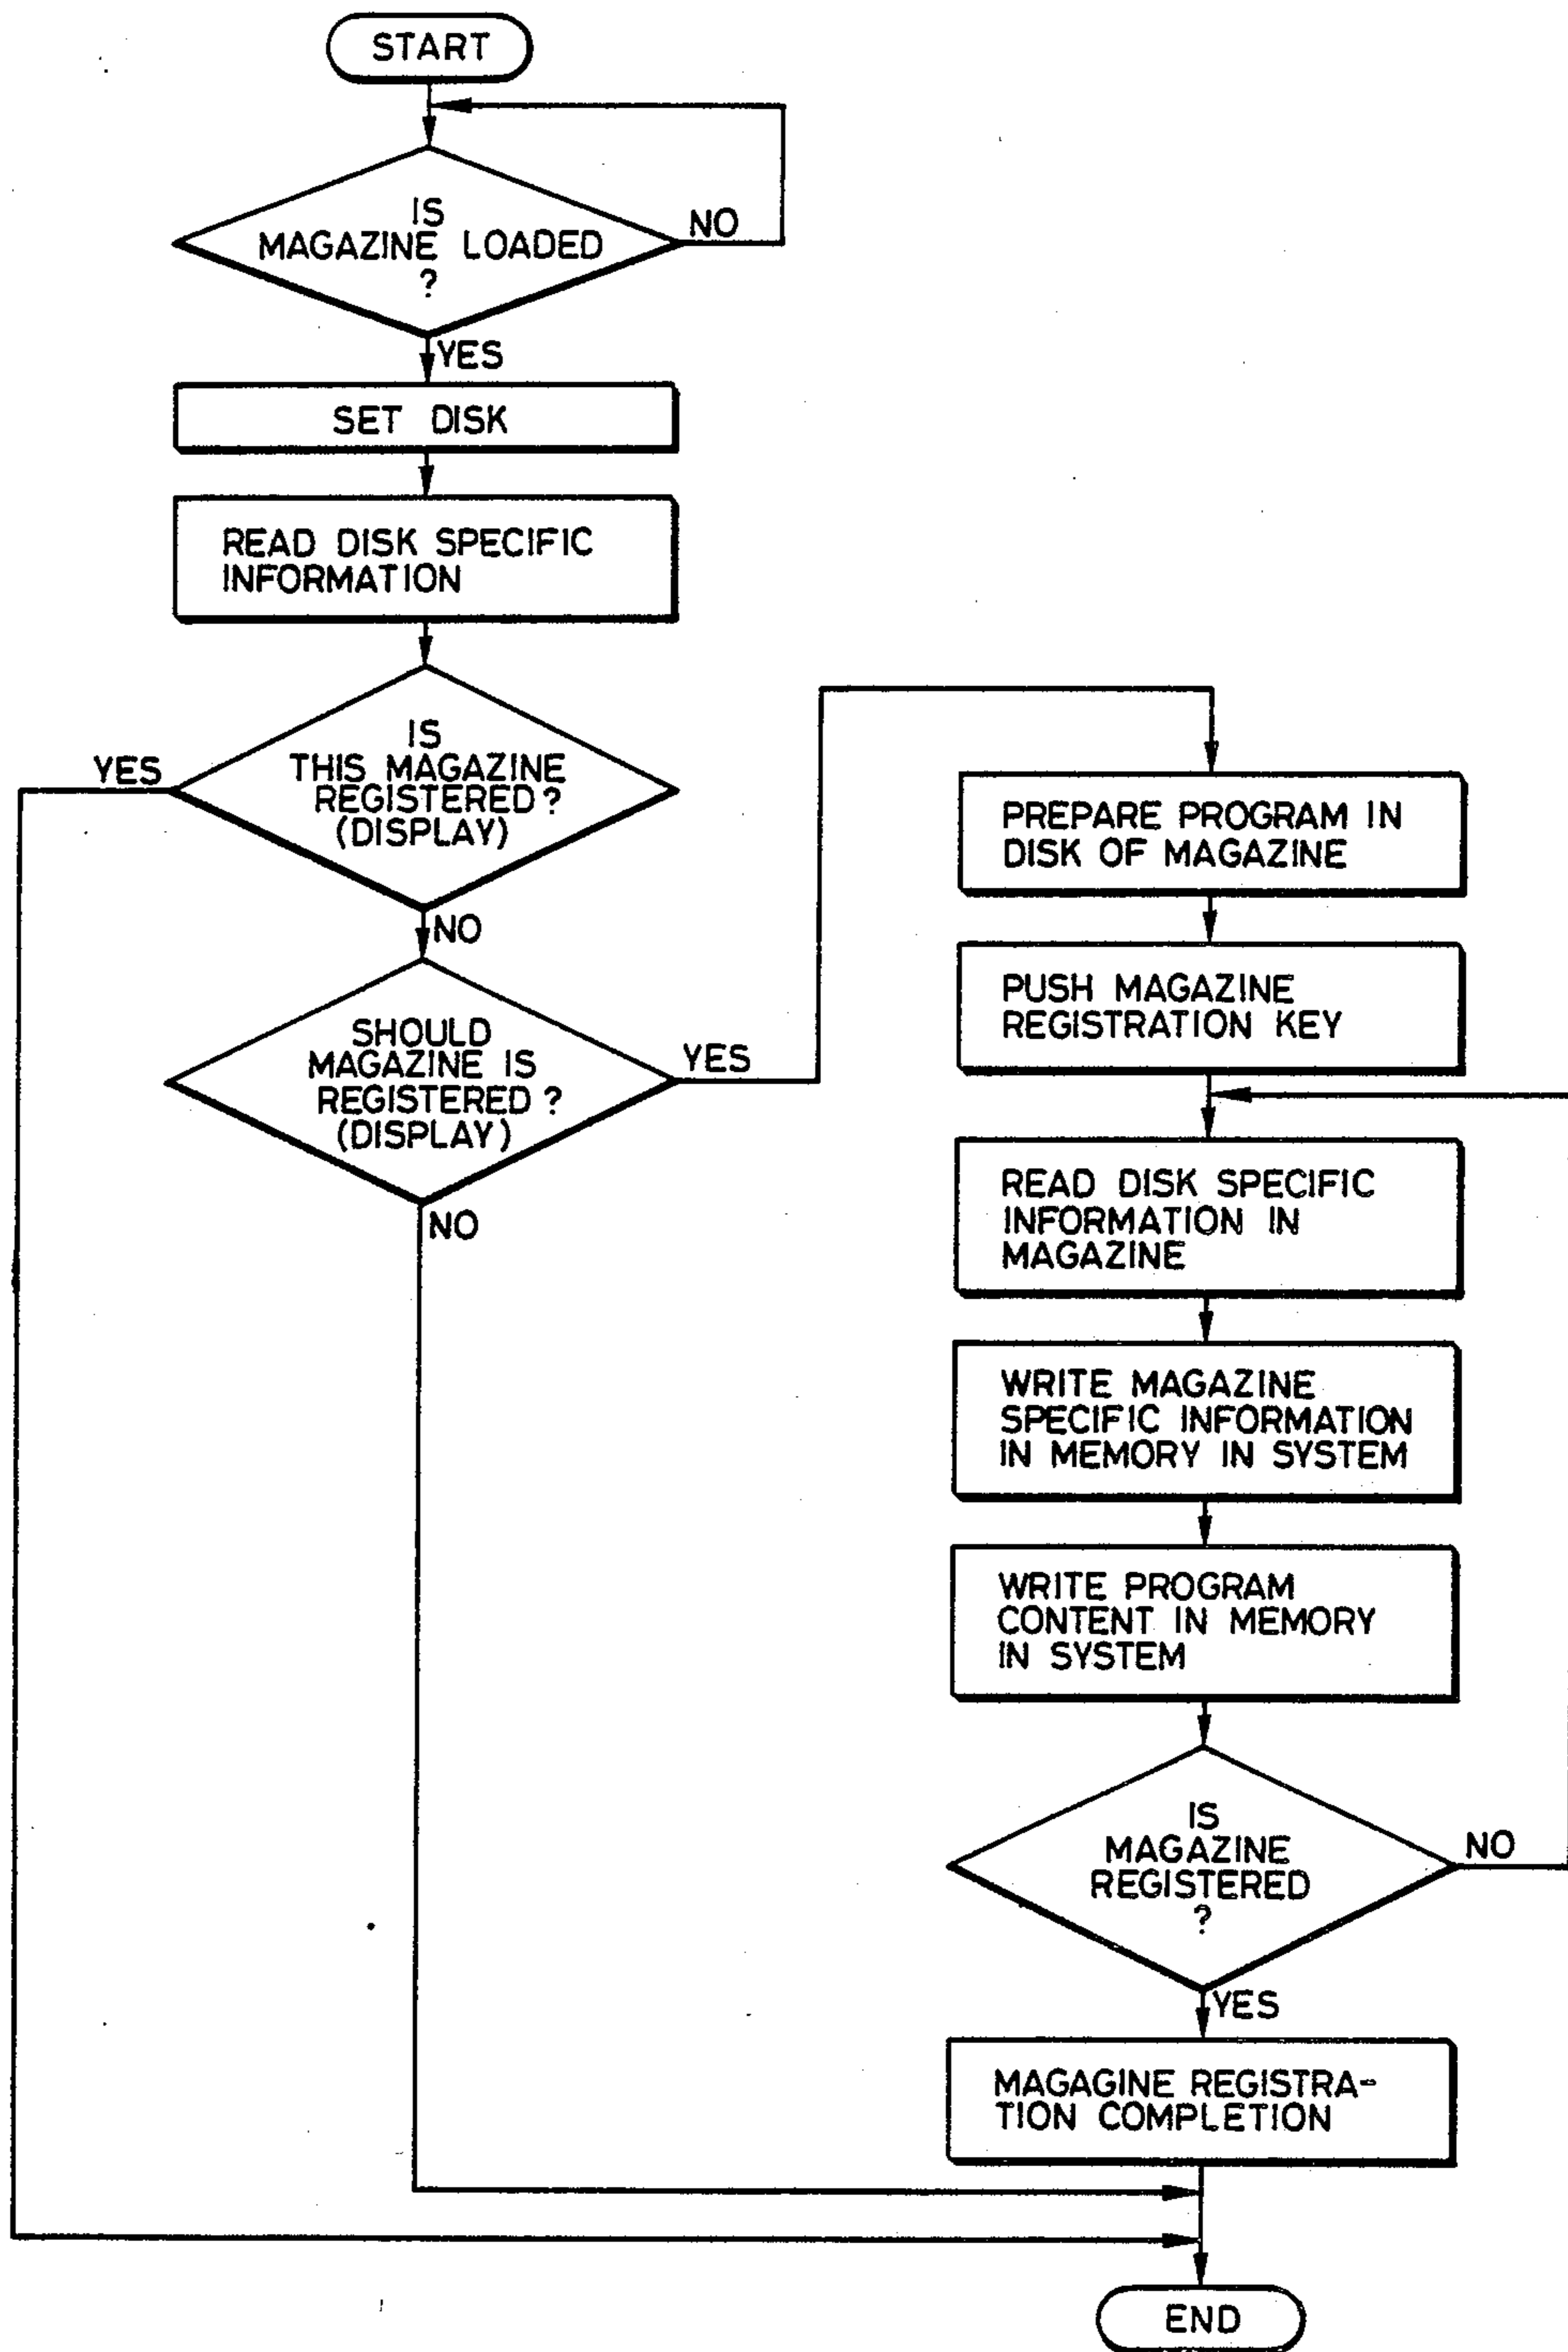 START
IS
MAGAZINE LOADED
?
NO
YES
SET DISK
READ DISK SPECIFIC
INFORMATION
IS
THIS MAGAZINE
REGISTERED?
(DISPLAY)
YES
NO
SHOULD
MAGAZINE IS
REGISTERED?
(DISPLAY)
YES
NO
PREPARE PROGRAM IN
DISK OF MAGAZINE
PUSH MAGAZINE
REGISTRATION KEY
READ DISK SPECIFIC
INFORMATION IN
MAGAZINE
WRITE MAGAZINE
SPECIFIC INFORMATION
IN MEMORY IN SYSTEM
WRITE PROGRAM
CONTENT IN MEMORY
IN SYSTEM
IS
MAGAZINE
REGISTERED
?
NO
YES
MAGAGINE REGISTRA-
TION COMPLETION
END